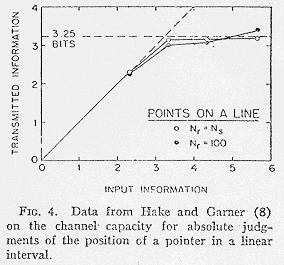 4
3.25
BITS
3
2
1
0
TRANSMITTED INFORMATION
POINTS ON A LINE
○ Nr = Ns
● Nr = 100
0 1 2 3 4 5 6
INPUT INFORMATION
FIG. 4. Data from Hake and Garner (8)
on the channel capacity for absolute judg-
ments of the position of a pointer in a linear
interval.